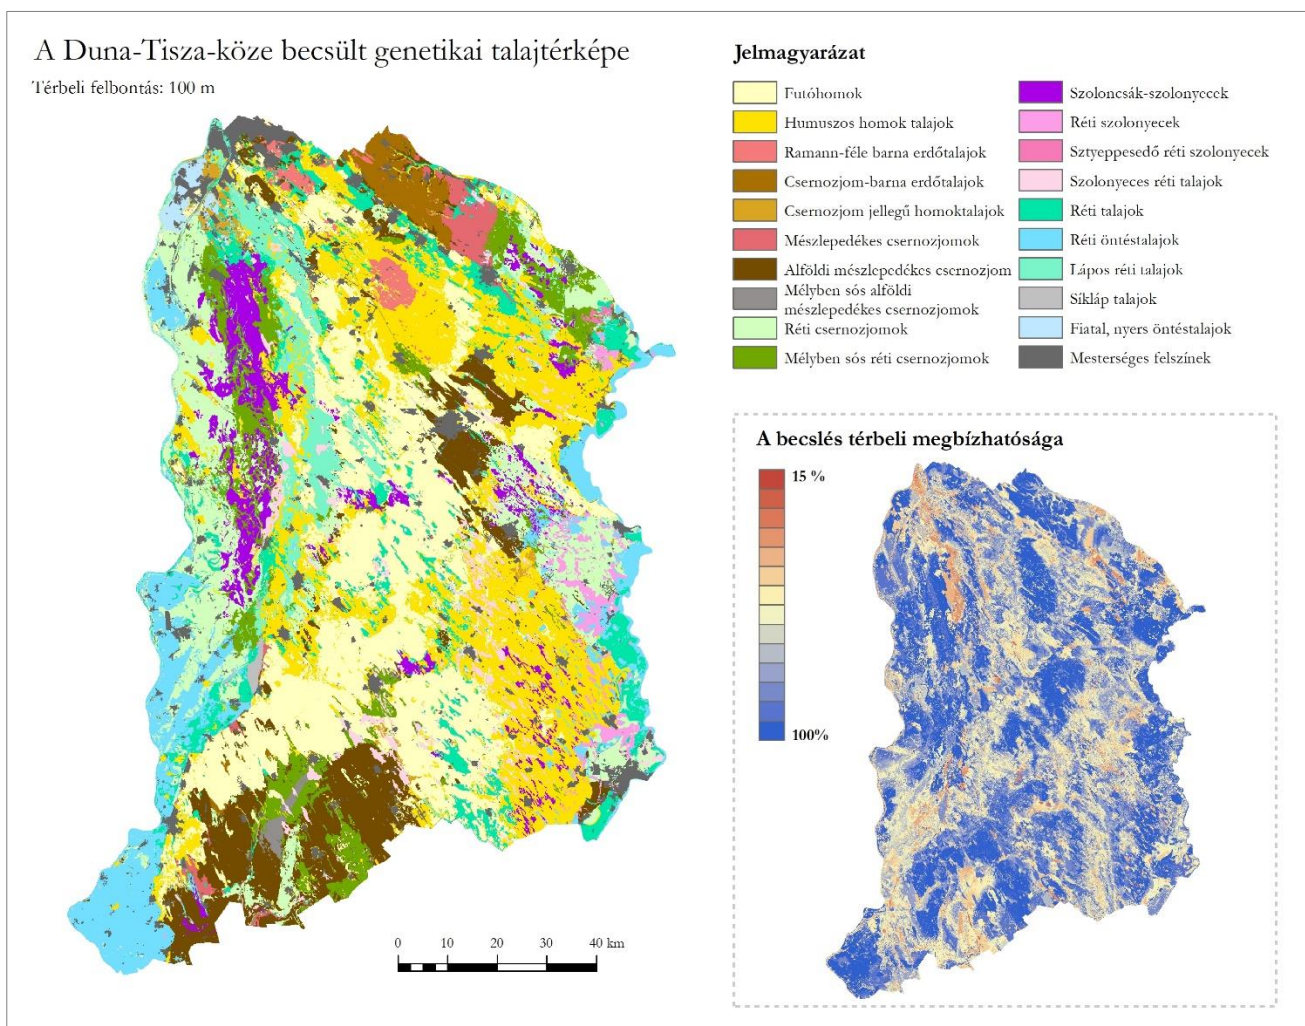 A Duna-Tisza-köze becsült genetikai talajtérképe
Térbeli felbontás: 100 m
Jelmagyarázat
Futóhomok
Humuszos homok talajok
Ramann-féle barna erdőtalajok
Csernozjom-barna erdőtalajok
Csernozjom jellegű homoktalajok
Mészlepedékes csernozjomok
Alföldi mészlepedékes csernozjom
Mélyben sós alföldi
mészlepedékes csernozjomok
Réti csernozjomok
Mélyben sós réti csernozjomok
Szoloncsák-szolonyecek
Réti szolonyecek
Sztyeppesedő réti szolonyecek
Szolonyeces réti talajok
Réti talajok
Réti öntéstalajok
Lápos réti talajok
Síkláp talajok
Fiatal, nyers öntéstalajok
Mesterséges felszínek
A becslés térbeli megbízhatósága
15 %
100%
0 10 20 30 40 km